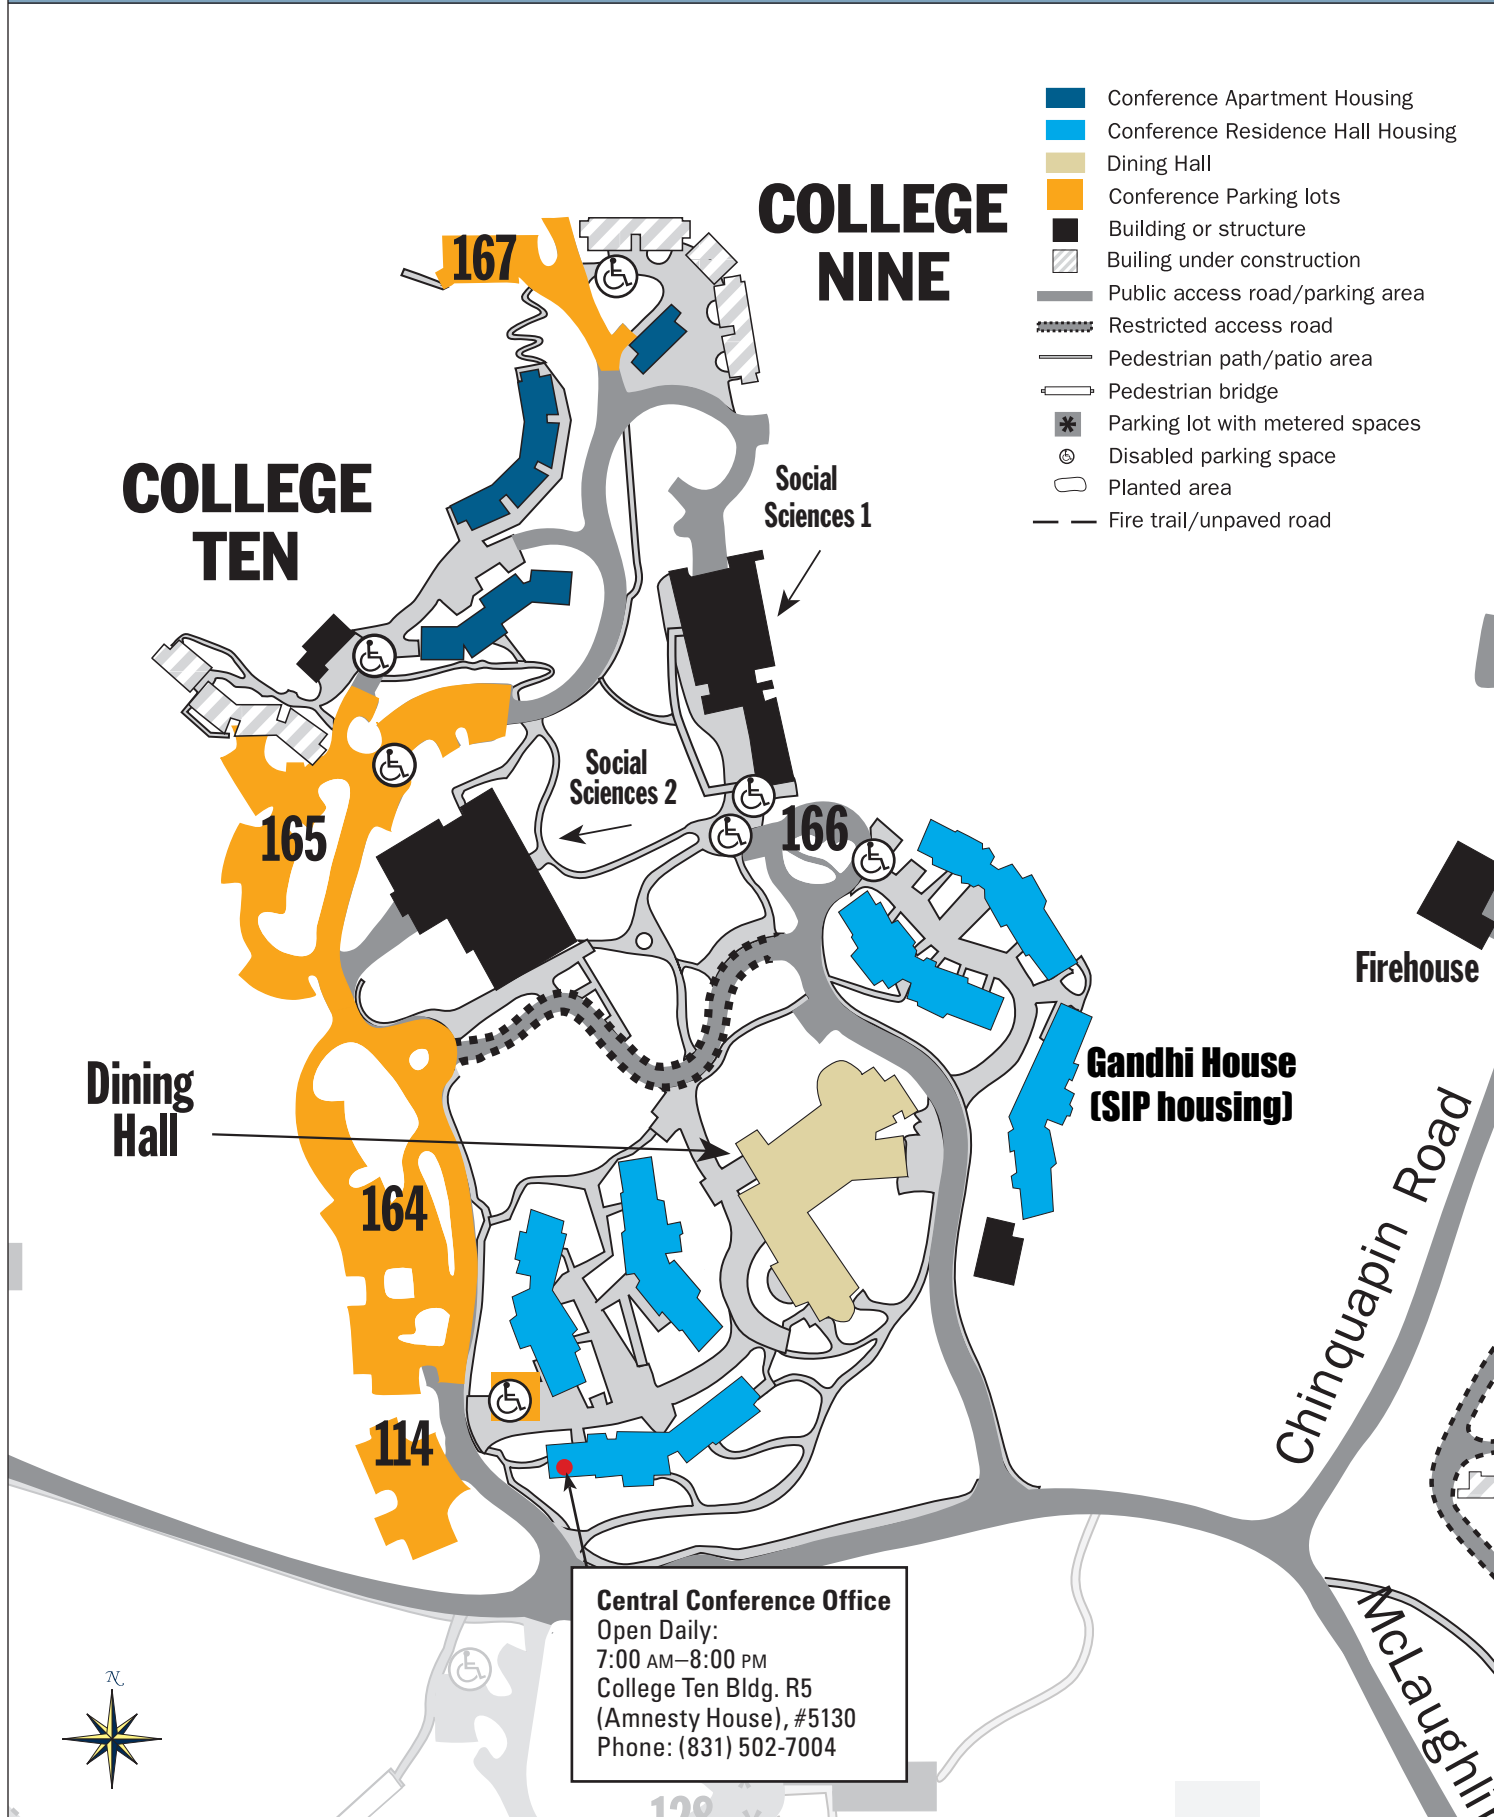 Conference Apartment Housing
Conference Residence Hall Housing
Dining Hall
Conference Parking lots
Building or structure
Builing under construction
Public access road/parking area
Restricted access road
Pedestrian path/patio area
Pedestrian bridge
Parking lot with metered spaces
Disabled parking space
Planted area
Fire trail/unpaved road
COLLEGE
NINE
167
COLLEGE
TEN
Social
Sciences 1
Social
Sciences 2
165
166
Firehouse
Gandhi House
(SIP housing)
Dining
Hall
164
Chinquapin Road
114
Central Conference Office
Open Daily:
7:00 AM–8:00 PM
College Ten Bldg. R5
(Amnesty House), #5130
Phone: (831) 502-7004
McLaughli
N
128